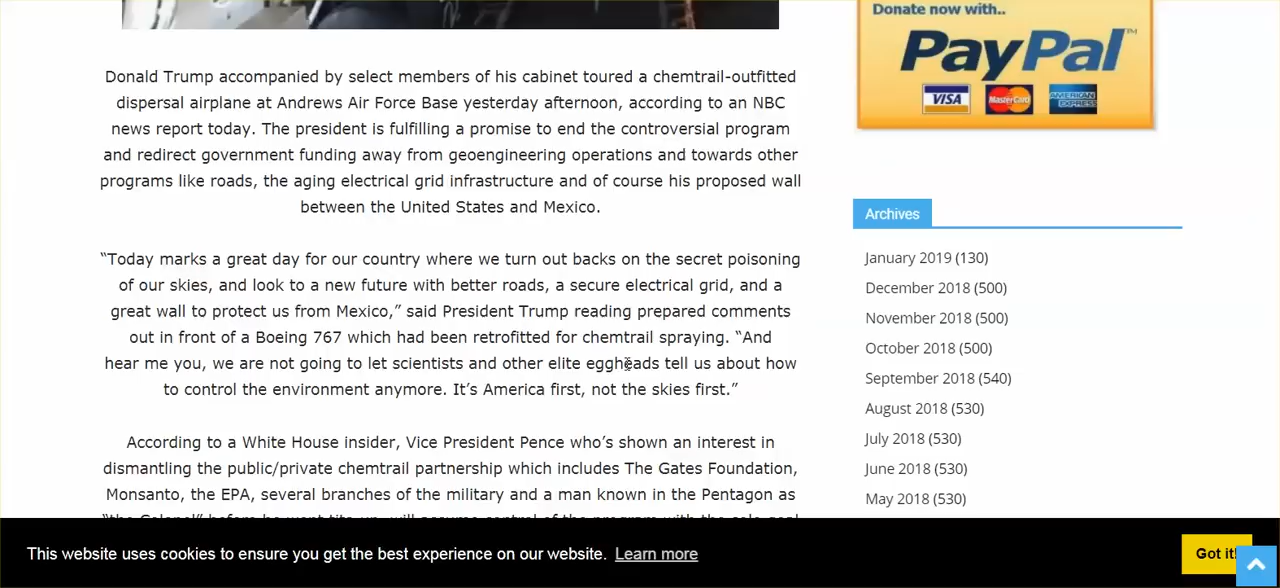 Donate now with..
PayPal™
VISA
MasterCard
AMERICAN EXPRESS
Donald Trump accompanied by select members of his cabinet toured a chemtrail-outfitted
dispersal airplane at Andrews Air Force Base yesterday afternoon, according to an NBC
news report today. The president is fulfilling a promise to end the controversial program
and redirect government funding away from geoengineering operations and towards other
programs like roads, the aging electrical grid infrastructure and of course his proposed wall
between the United States and Mexico.
“Today marks a great day for our country where we turn out backs on the secret poisoning
of our skies, and look to a new future with better roads, a secure electrical grid, and a
great wall to protect us from Mexico,” said President Trump reading prepared comments
out in front of a Boeing 767 which had been retrofitted for chemtrail spraying. “And
hear me you, we are not going to let scientists and other elite eggheads tell us about how
to control the environment anymore. It’s America first, not the skies first.”
According to a White House insider, Vice President Pence who’s shown an interest in
dismantling the public/private chemtrail partnership which includes The Gates Foundation,
Monsanto, the EPA, several branches of the military and a man known in the Pentagon as
Archives
January 2019 (130)
December 2018 (500)
November 2018 (500)
October 2018 (500)
September 2018 (540)
August 2018 (530)
July 2018 (530)
June 2018 (530)
May 2018 (530)
This website uses cookies to ensure you get the best experience on our website. Learn more
Got it!